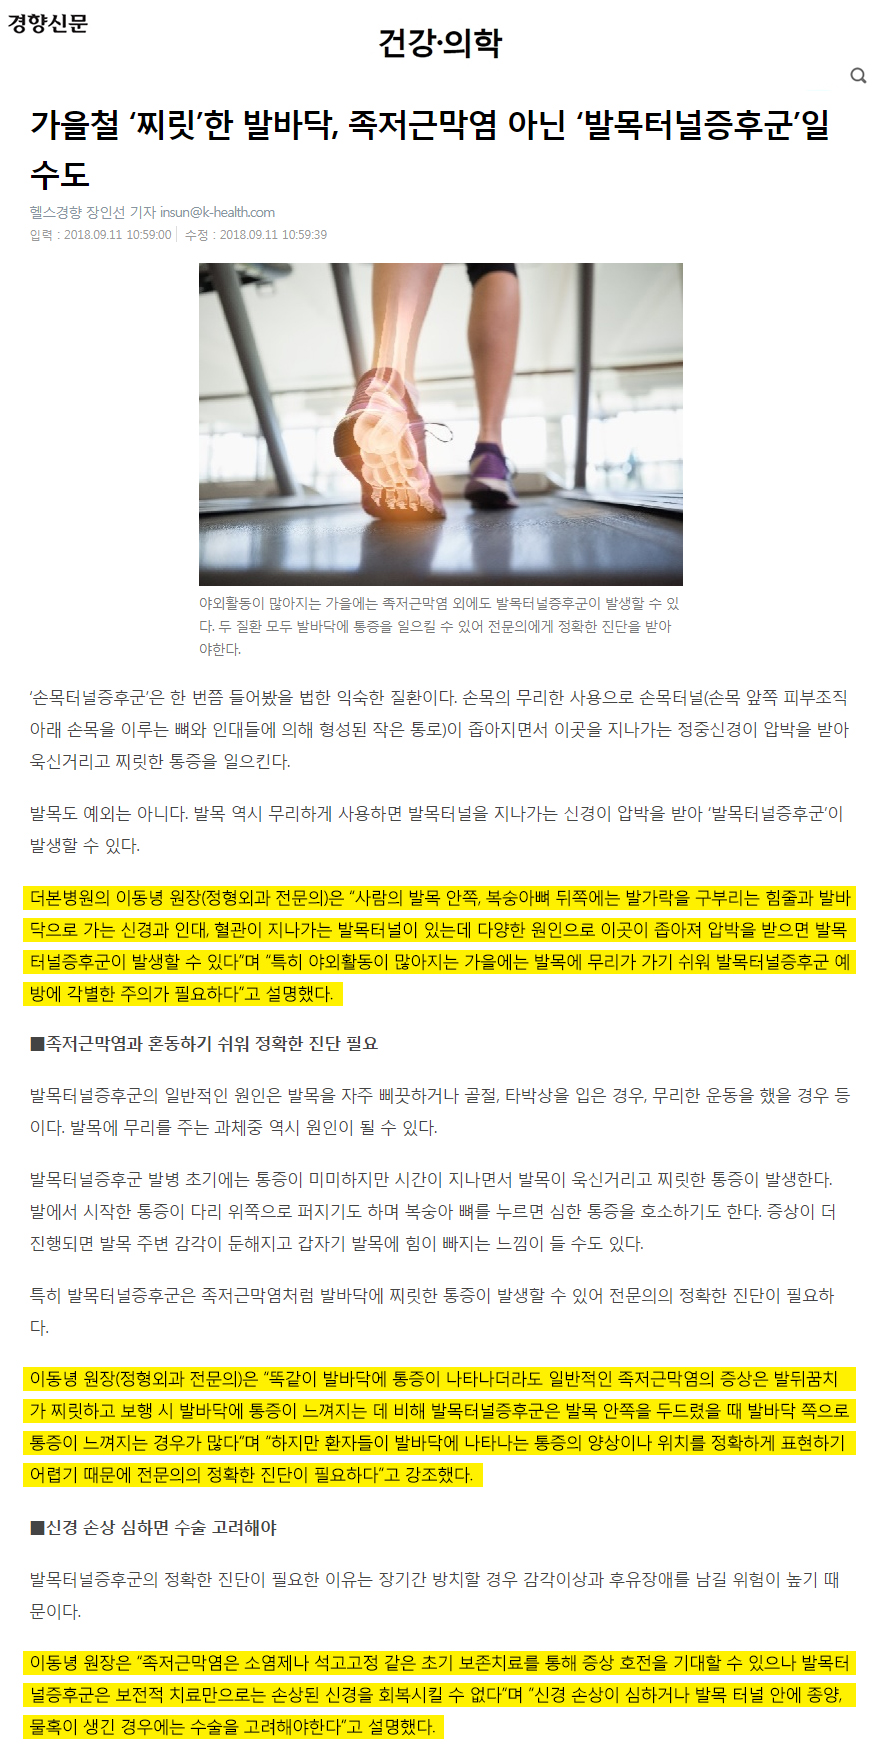 경향신문
건강·의학
가을철 ‘찌릿’한 발바닥, 족저근막염 아닌 ‘발목터널증후군’일
수도
헬스경향 장인선 기자 insun@k-health.com
입력 : 2018.09.11 10:59:00 | 수정 : 2018.09.11 10:59:39
야외활동이 많아지는 가을에는 족저근막염 외에도 발목터널증후군이 발생할 수 있
다. 두 질환 모두 발바닥에 통증을 일으킬 수 있어 전문의에게 정확한 진단을 받아
야한다.
‘손목터널증후군’은 한 번쯤 들어봤을 법한 익숙한 질환이다. 손목의 무리한 사용으로 손목터널(손목 앞쪽 피부조직
아래 손목을 이루는 뼈와 인대들에 의해 형성된 작은 통로)이 좁아지면서 이곳을 지나가는 정중신경이 압박을 받아
욱신거리고 찌릿한 통증을 일으킨다.
발목도 예외는 아니다. 발목 역시 무리하게 사용하면 발목터널을 지나가는 신경이 압박을 받아 ‘발목터널증후군’이
발생할 수 있다.
더본병원의 이동녕 원장(정형외과 전문의)은 “사람의 발목 안쪽, 복숭아뼈 뒤쪽에는 발가락을 구부리는 힘줄과 발바
닥으로 가는 신경과 인대, 혈관이 지나가는 발목터널이 있는데 다양한 원인으로 이곳이 좁아져 압박을 받으면 발목
터널증후군이 발생할 수 있다”며 “특히 야외활동이 많아지는 가을에는 발목에 무리가 가기 쉬워 발목터널증후군 예
방에 각별한 주의가 필요하다”고 설명했다.
■족저근막염과 혼동하기 쉬워 정확한 진단 필요
발목터널증후군의 일반적인 원인은 발목을 자주 삐끗하거나 골절, 타박상을 입은 경우, 무리한 운동을 했을 경우 등
이다. 발목에 무리를 주는 과체중 역시 원인이 될 수 있다.
발목터널증후군 발병 초기에는 통증이 미미하지만 시간이 지나면서 발목이 욱신거리고 찌릿한 통증이 발생한다.
발에서 시작한 통증이 다리 위쪽으로 퍼지기도 하며 복숭아 뼈를 누르면 심한 통증을 호소하기도 한다. 증상이 더
진행되면 발목 주변 감각이 둔해지고 갑자기 발목에 힘이 빠지는 느낌이 들 수도 있다.
특히 발목터널증후군은 족저근막염처럼 발바닥에 찌릿한 통증이 발생할 수 있어 전문의의 정확한 진단이 필요하
다.
이동녕 원장(정형외과 전문의)은 “똑같이 발바닥에 통증이 나타나더라도 일반적인 족저근막염의 증상은 발뒤꿈치
가 찌릿하고 보행 시 발바닥에 통증이 느껴지는 데 비해 발목터널증후군은 발목 안쪽을 두드렸을 때 발바닥 쪽으로
통증이 느껴지는 경우가 많다”며 “하지만 환자들이 발바닥에 나타나는 통증의 양상이나 위치를 정확하게 표현하기
어렵기 때문에 전문의의 정확한 진단이 필요하다”고 강조했다.
■신경 손상 심하면 수술 고려해야
발목터널증후군의 정확한 진단이 필요한 이유는 장기간 방치할 경우 감각이상과 후유장애를 남길 위험이 높기 때
문이다.
이동녕 원장은 “족저근막염은 소염제나 석고고정 같은 초기 보존치료를 통해 증상 호전을 기대할 수 있으나 발목터
널증후군은 보전적 치료만으로는 손상된 신경을 회복시킬 수 없다”며 “신경 손상이 심하거나 발목 터널 안에 종양,
물혹이 생긴 경우에는 수술을 고려해야한다”고 설명했다.